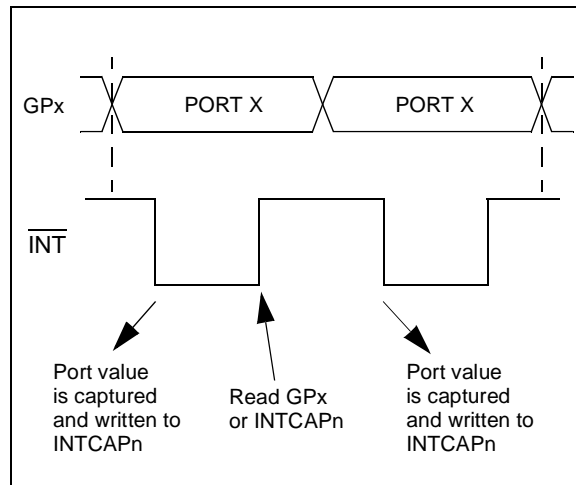 GPx
PORT X
PORT X
INT
Port value
is captured
and written to
INTCAPn
Read GPx
or INTCAPn
Port value
is captured
and written to
INTCAPn